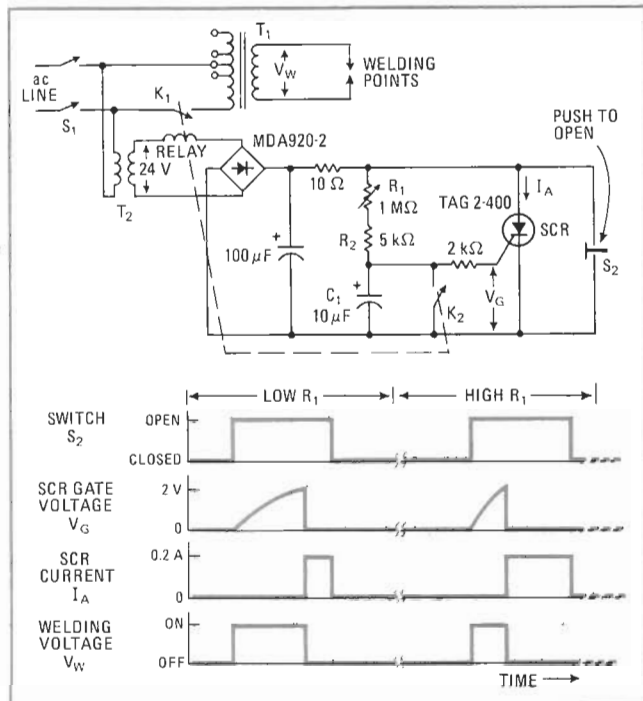 T1
ac
LINE
S1
K1
VW
WELDING
POINTS
RELAY
24 V
T2
MDA920-2
10 Ω
R1
1 MΩ
R2
5 kΩ
100 μF
C1
10 μF
K2
2 kΩ
VG
TAG 2-400
IA
SCR
PUSH TO
OPEN
S2
LOW R1
HIGH R1
SWITCH
S2
OPEN
CLOSED
SCR GATE
VOLTAGE
VG
2 V
0
SCR
CURRENT
IA
0.2 A
0
WELDING
VOLTAGE
VW
ON
OFF
TIME